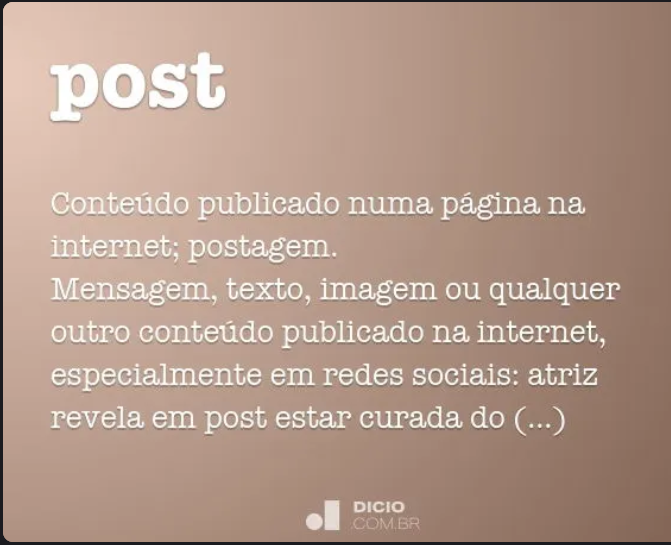 post
Conteúdo publicado numa página na
internet; postagem.
Mensagem, texto, imagem ou qualquer
outro conteúdo publicado na internet,
especialmente em redes sociais: atriz
revela em post estar curada do (...)
DICIO
.COM.BR